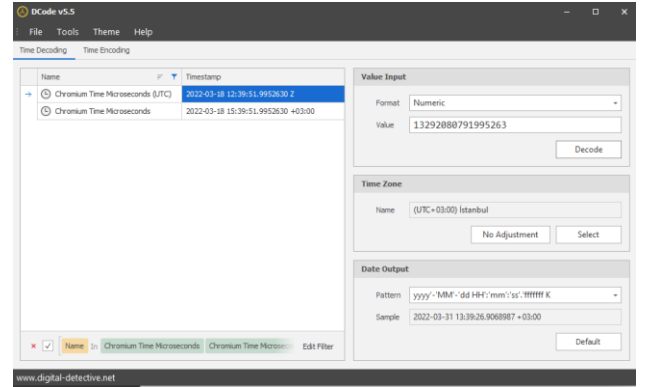 DCode v5.5
File Tools Theme Help
Time Decoding Time Encoding
Name Timestamp
Chromium Time Microseconds (UTC) 2022-03-18 12:39:51.9952630 Z
Chromium Time Microseconds 2022-03-18 15:39:51.9952630 +03:00
Name In Chromium Time Microseconds Chromium Time Microsec Edit Filter
Value Input
Format Numeric
Value 13292080791995263
Decode
Time Zone
Name (UTC+03:00) İstanbul
No Adjustment Select
Date Output
Pattern yyyy'-'MM'-'dd HH':'mm':'ss'.'fffffff K
Sample 2022-03-31 13:39:26.9068987 +03:00
Default
www.digital-detective.net